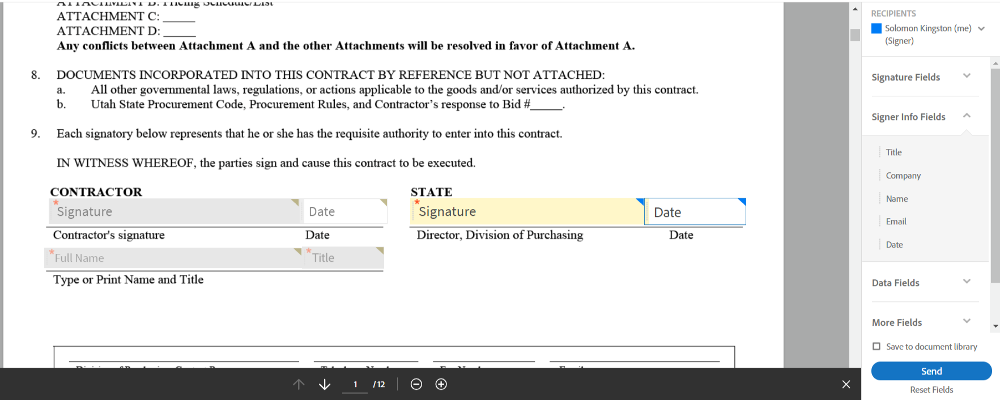 ATTACHMENT B: Pricing Schedule/List
ATTACHMENT C: ______
ATTACHMENT D: ______
Any conflicts between Attachment A and the other Attachments will be resolved in favor of Attachment A.
8. DOCUMENTS INCORPORATED INTO THIS CONTRACT BY REFERENCE BUT NOT ATTACHED:
a. All other governmental laws, regulations, or actions applicable to the goods and/or services authorized by this contract.
b. Utah State Procurement Code, Procurement Rules, and Contractor's response to Bid #______.
9. Each signatory below represents that he or she has the requisite authority to enter into this contract.
IN WITNESS WHEREOF, the parties sign and cause this contract to be executed.
CONTRACTOR
*Signature
Date
Contractor's signature
Date
*Full Name
*Title
Type or Print Name and Title
STATE
*Signature
Date
Director, Division of Purchasing
Date
1 / 12
RECIPIENTS
Solomon Kingston (me)
(Signer)
Signature Fields
Signer Info Fields
Title
Company
Name
Email
Date
Data Fields
More Fields
Save to document library
Send
Reset Fields